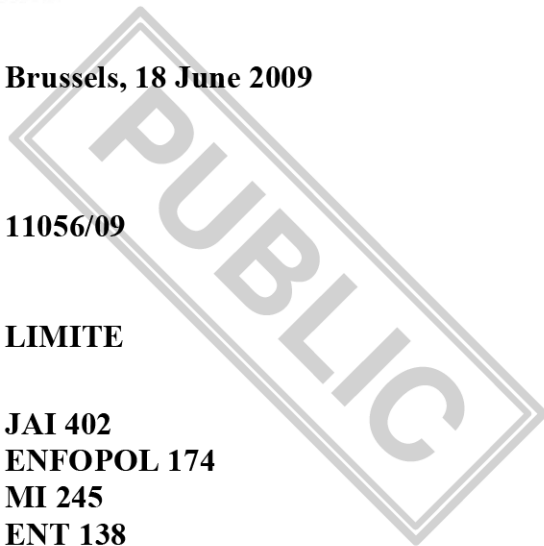 Brussels, 18 June 2009
11056/09
LIMITE
JAI 402
ENFOPOL 174
MI 245
ENT 138
PUBLIC